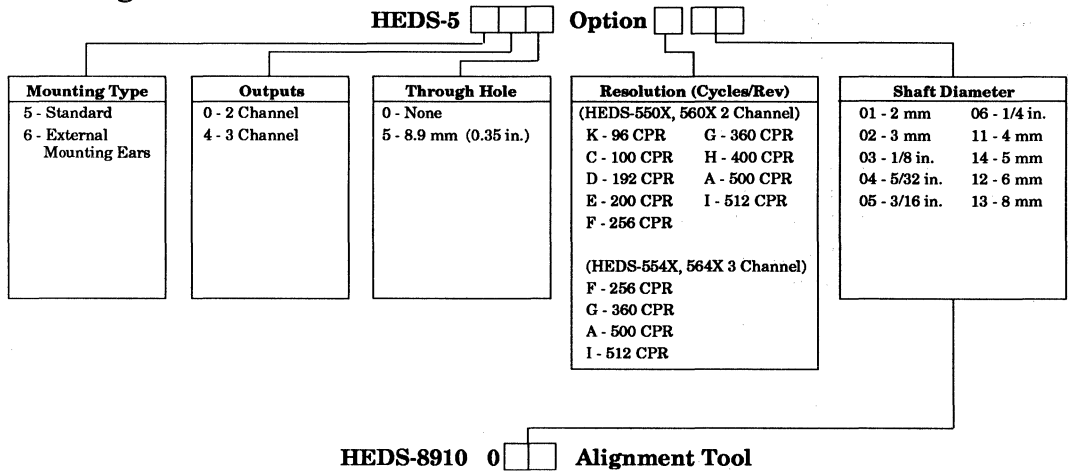 HEDS-5 Option
Mounting Type
5 - Standard
6 - External
Mounting Ears
Outputs
0 - 2 Channel
4 - 3 Channel
Through Hole
0 - None
5 - 8.9 mm (0.35 in.)
Resolution (Cycles/Rev)
(HEDS-550X, 560X 2 Channel)
K - 96 CPR G - 360 CPR
C - 100 CPR H - 400 CPR
D - 192 CPR A - 500 CPR
E - 200 CPR I - 512 CPR
F - 256 CPR
(HEDS-554X, 564X 3 Channel)
F - 256 CPR
G - 360 CPR
A - 500 CPR
I - 512 CPR
Shaft Diameter
01 - 2 mm 06 - 1/4 in.
02 - 3 mm 11 - 4 mm
03 - 1/8 in. 14 - 5 mm
04 - 5/32 in. 12 - 6 mm
05 - 3/16 in. 13 - 8 mm
HEDS-8910 0 Alignment Tool